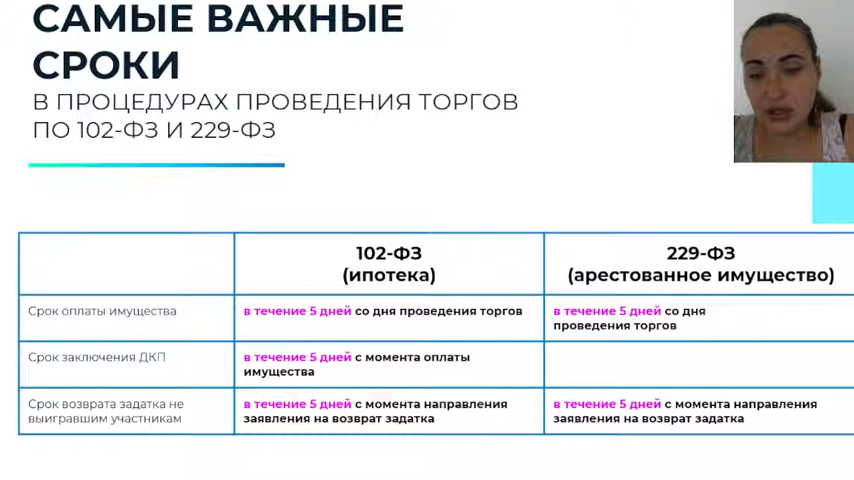 САМЫЕ ВАЖНЫЕ
СРОКИ
В ПРОЦЕДУРАХ ПРОВЕДЕНИЯ ТОРГОВ
ПО 102-ФЗ И 229-ФЗ
102-ФЗ
(ипотека)
229-ФЗ
(арестованное имущество)
Срок оплаты имущества
в течение 5 дней со дня проведения торгов
в течение 5 дней со дня
проведения торгов
Срок заключения ДКП
в течение 5 дней с момента оплаты
имущества
Срок возврата задатка не
выигравшим участникам
в течение 5 дней с момента направления
заявления на возврат задатка
в течение 5 дней с момента направления
заявления на возврат задатка